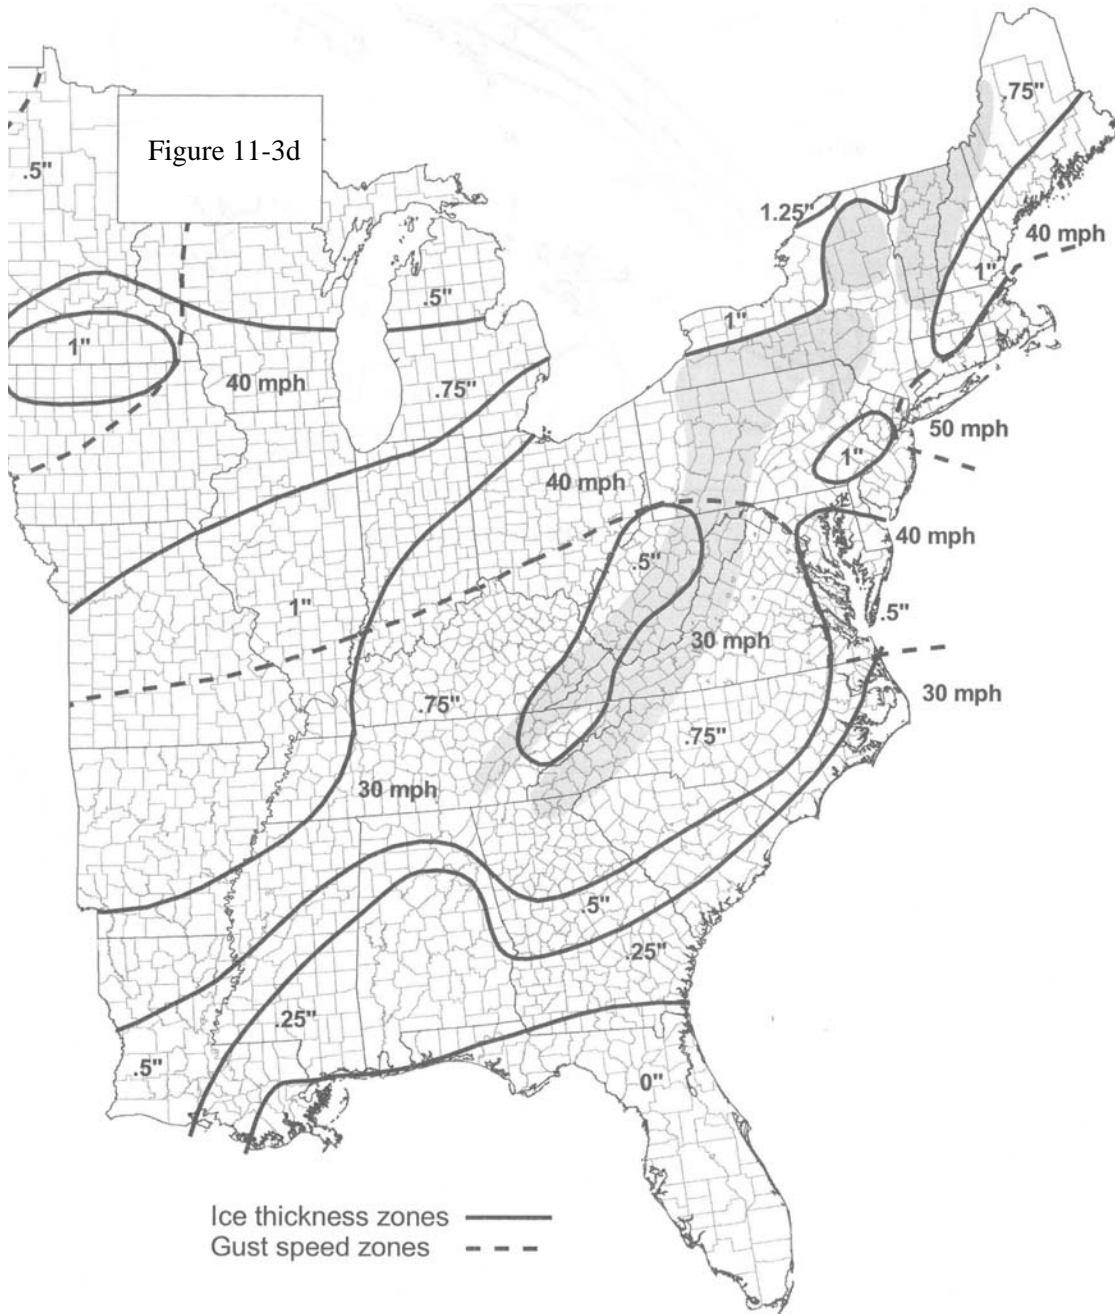 .75"
Figure 11-3d
.5"
1.25"
40 mph
1"
.5"
1"
1"
40 mph
.75"
50 mph
1"
40 mph
40 mph
.5"
1"
.5"
30 mph
30 mph
.75"
.75"
30 mph
.5"
.25"
.25"
.5"
0"
Ice thickness zones
Gust speed zones